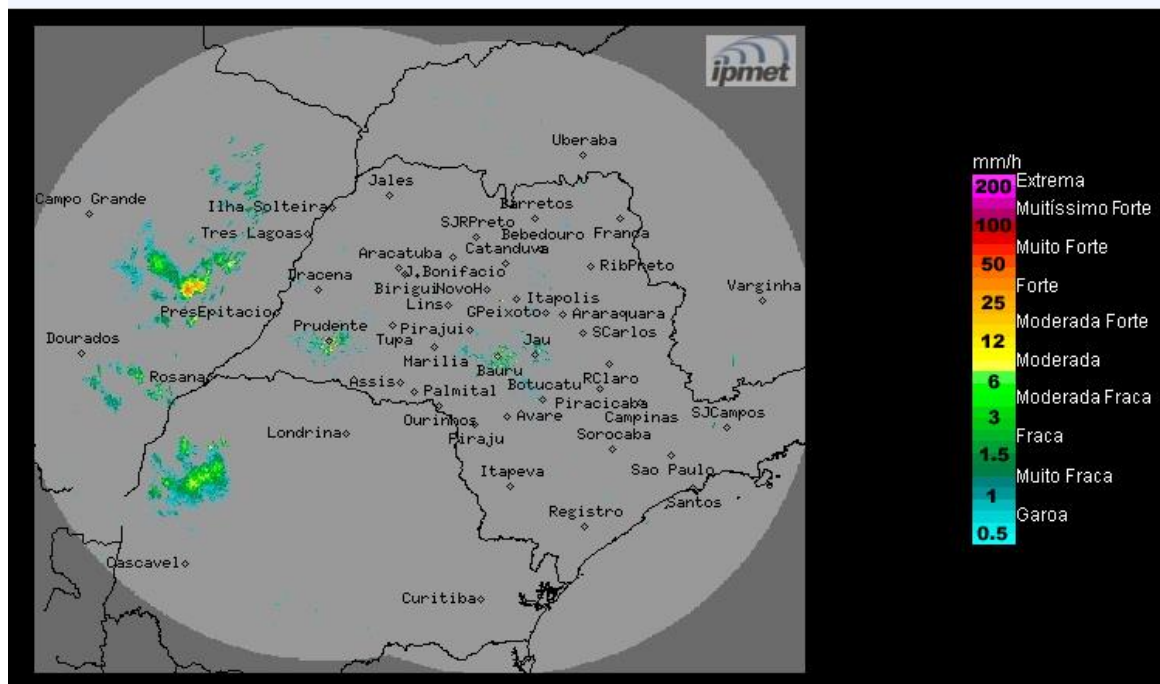 ipmet
Uberaba
Jales
Campo Grande
Ilha Solteira
Barretos
SJRPreto
Bebedouro
Franca
Tres Lagoas
Catanduva
Aracatuba
J.Bonifacio
RibPreto
Dracena
Birigui
NovoH
Varginha
Lins
Itapolis
PresEpitacio
GPeixoto
Araraquara
Prudente
Pirajui
SCarlos
Dourados
Tupa
Jau
Marilia
Bauru
Rosana
Assis
Botucatu
RClaro
Palmital
Piracicaba
SJCampos
Ourinhos
Avare
Campinas
Londrina
Piraju
Sorocaba
Itapeva
Sao Paulo
Santos
Registro
Cascavel
Curitiba
mm/h
200
Extrema
Muitíssimo Forte
100
Muito Forte
50
Forte
25
Moderada Forte
12
Moderada
6
Moderada Fraca
3
Fraca
1.5
Muito Fraca
1
Garoa
0.5